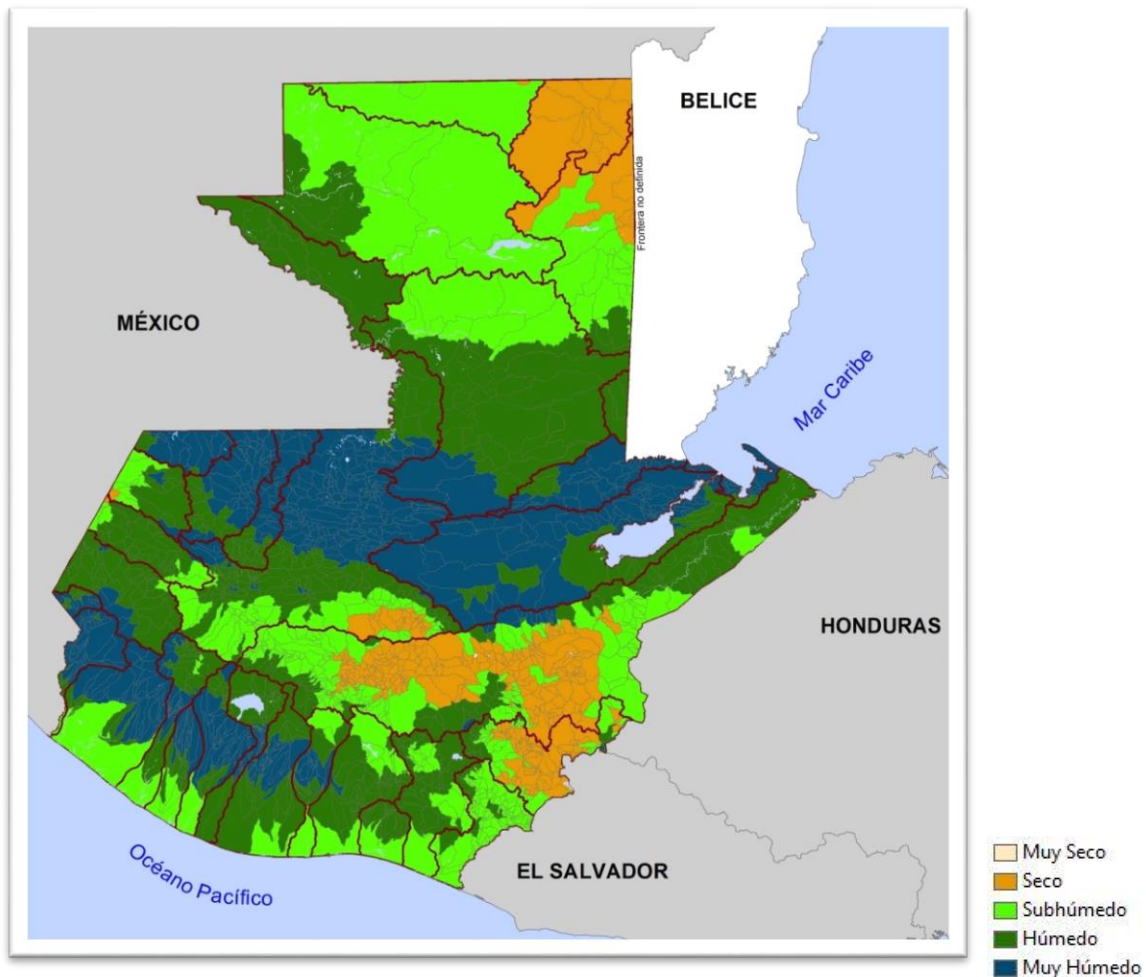 BELICE
Frontera no definida
MÉXICO
Mar Caribe
HONDURAS
EL SALVADOR
Océano Pacífico
Muy Seco
Seco
Subhúmedo
Húmedo
Muy Húmedo